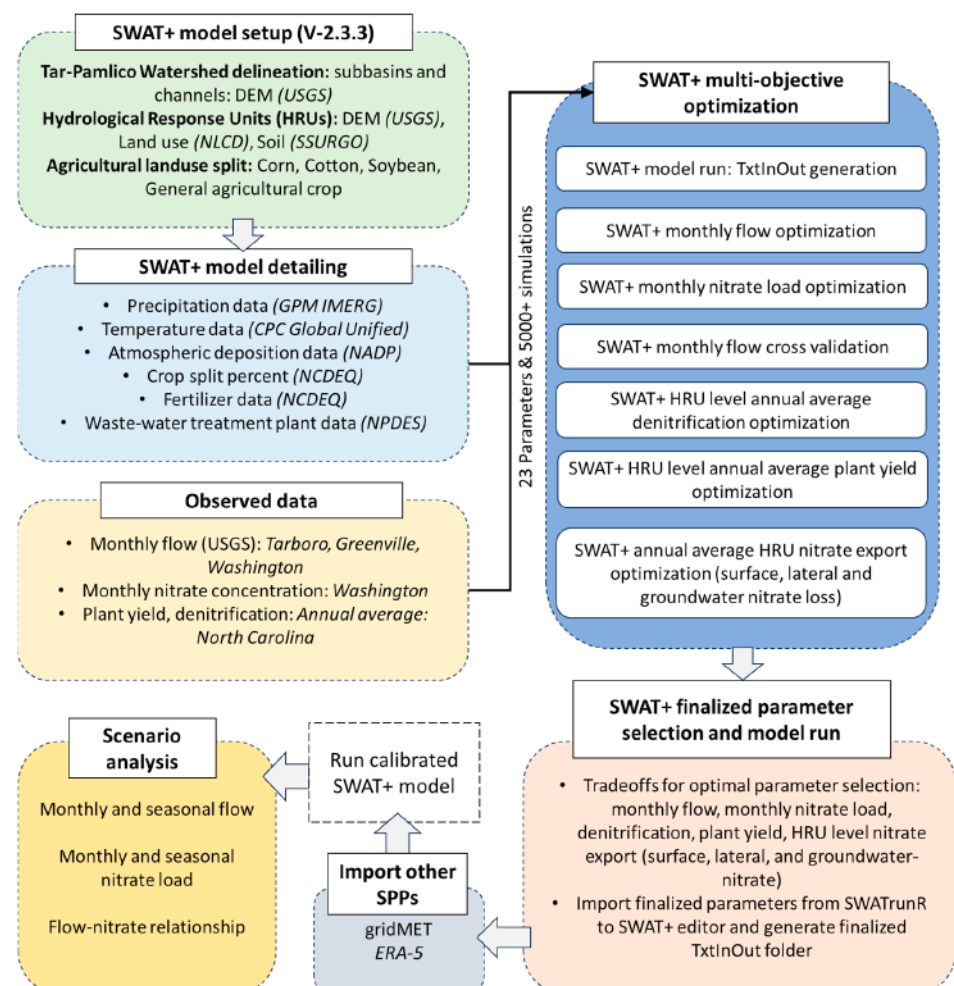 SWAT+ model setup (V-2.3.3)
Tar-Pamlico Watershed delineation: subbasins and
channels: DEM (USGS)
Hydrological Response Units (HRUs): DEM (USGS),
Land use (NLCD), Soil (SSURGO)
Agricultural landuse split: Corn, Cotton, Soybean,
General agricultural crop
SWAT+ model detailing
• Precipitation data (GPM IMERG)
• Temperature data (CPC Global Unified)
• Atmospheric deposition data (NADP)
• Crop split percent (NCDEQ)
• Fertilizer data (NCDEQ)
• Waste-water treatment plant data (NPDES)
Observed data
• Monthly flow (USGS): Tarboro, Greenville,
Washington
• Monthly nitrate concentration: Washington
• Plant yield, denitrification: Annual average:
North Carolina
23 Parameters & 5000+ simulations
SWAT+ multi-objective
optimization
SWAT+ model run: TxtInOut generation
SWAT+ monthly flow optimization
SWAT+ monthly nitrate load optimization
SWAT+ monthly flow cross validation
SWAT+ HRU level annual average
denitrification optimization
SWAT+ HRU level annual average plant yield
optimization
SWAT+ annual average HRU nitrate export
optimization (surface, lateral and
groundwater nitrate loss)
SWAT+ finalized parameter
selection and model run
• Tradeoffs for optimal parameter selection:
monthly flow, monthly nitrate load,
denitrification, plant yield, HRU level nitrate
export (surface, lateral, and groundwater-
nitrate)
• Import finalized parameters from SWATrunR
to SWAT+ editor and generate finalized
TxtInOut folder
Import other
SPPs
gridMET
ERA-5
Run calibrated
SWAT+ model
Scenario
analysis
Monthly and seasonal flow
Monthly and seasonal
nitrate load
Flow-nitrate relationship